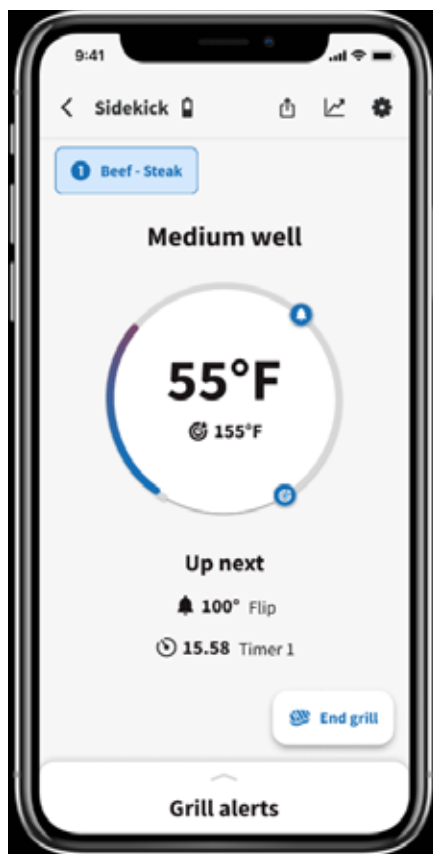 9:41
Sidekick
1 Beef - Steak
Medium well
55°F
155°F
Up next
100° Flip
15.58 Timer 1
End grill
Grill alerts